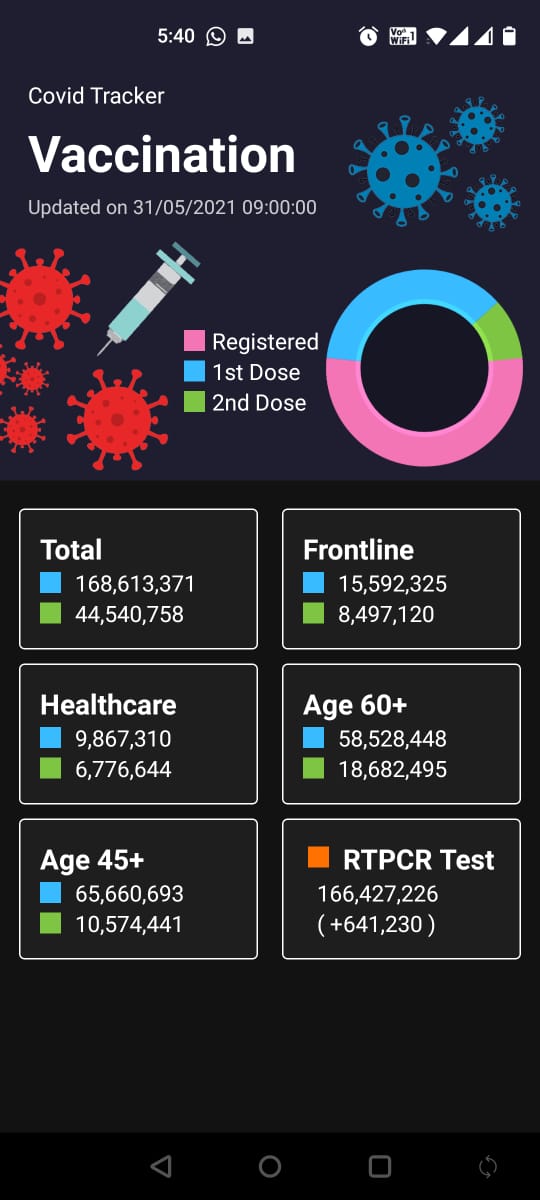 5:40
Vo WiFi 1
Covid Tracker
Vaccination
Updated on 31/05/2021 09:00:00
Registered
1st Dose
2nd Dose
Total
168,613,371
44,540,758
Frontline
15,592,325
8,497,120
Healthcare
9,867,310
6,776,644
Age 60+
58,528,448
18,682,495
Age 45+
65,660,693
10,574,441
RTPCR Test
166,427,226
( +641,230 )